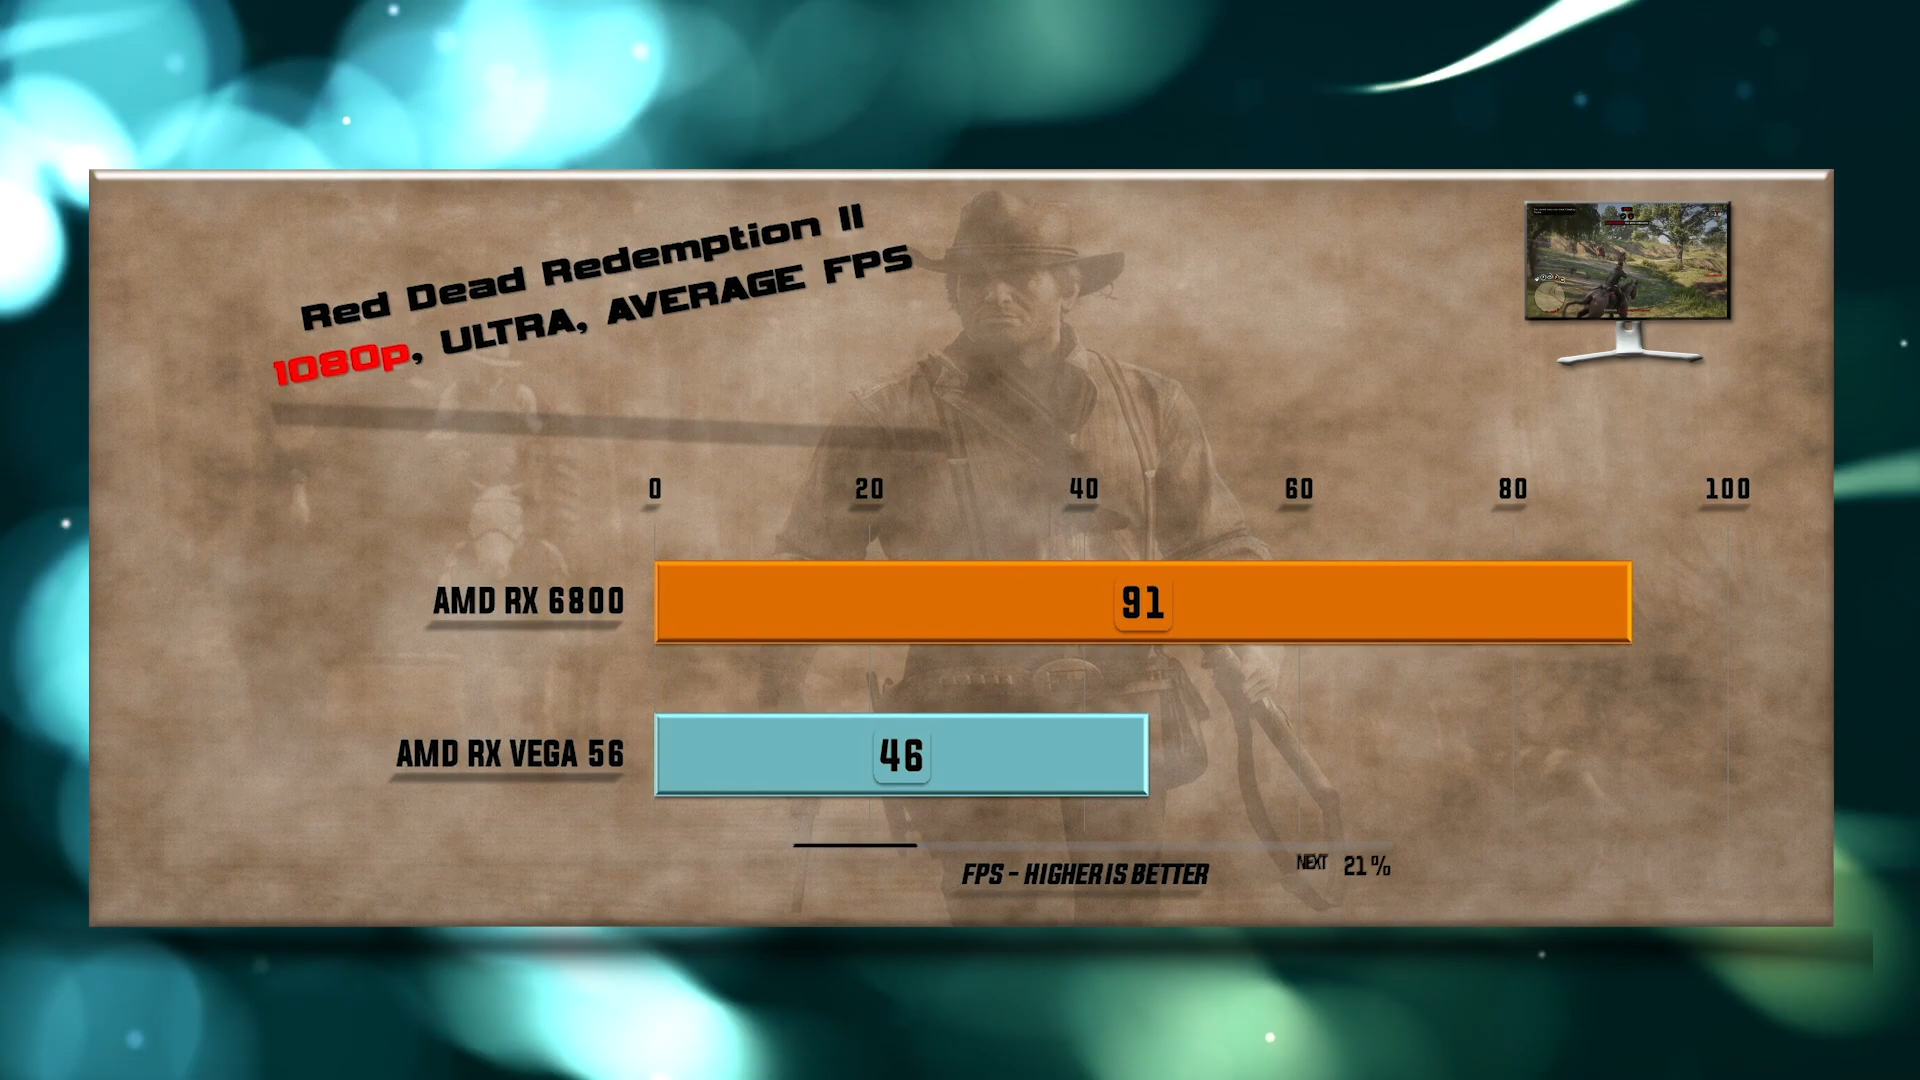 Red Dead Redemption II
1080p, ULTRA, AVERAGE FPS
0 20 40 60 80 100
AMD RX 6800
91
AMD RX VEGA 56
46
FPS - HIGHER IS BETTER
NEXT 21%